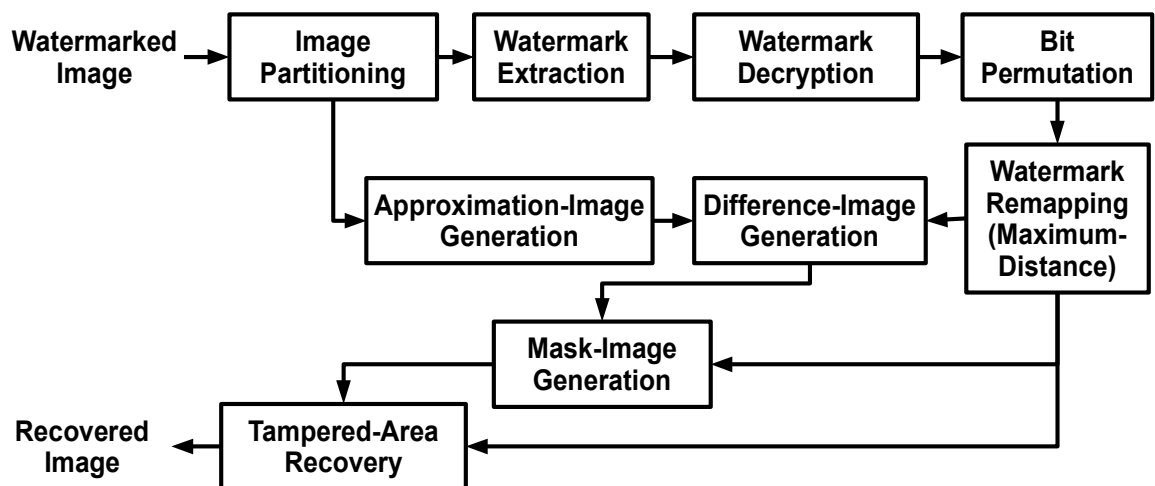 Watermarked
Image
Image
Partitioning
Watermark
Extraction
Watermark
Decryption
Bit
Permutation
Approximation-Image
Generation
Difference-Image
Generation
Watermark
Remapping
(Maximum-
Distance)
Mask-Image
Generation
Recovered
Image
Tampered-Area
Recovery